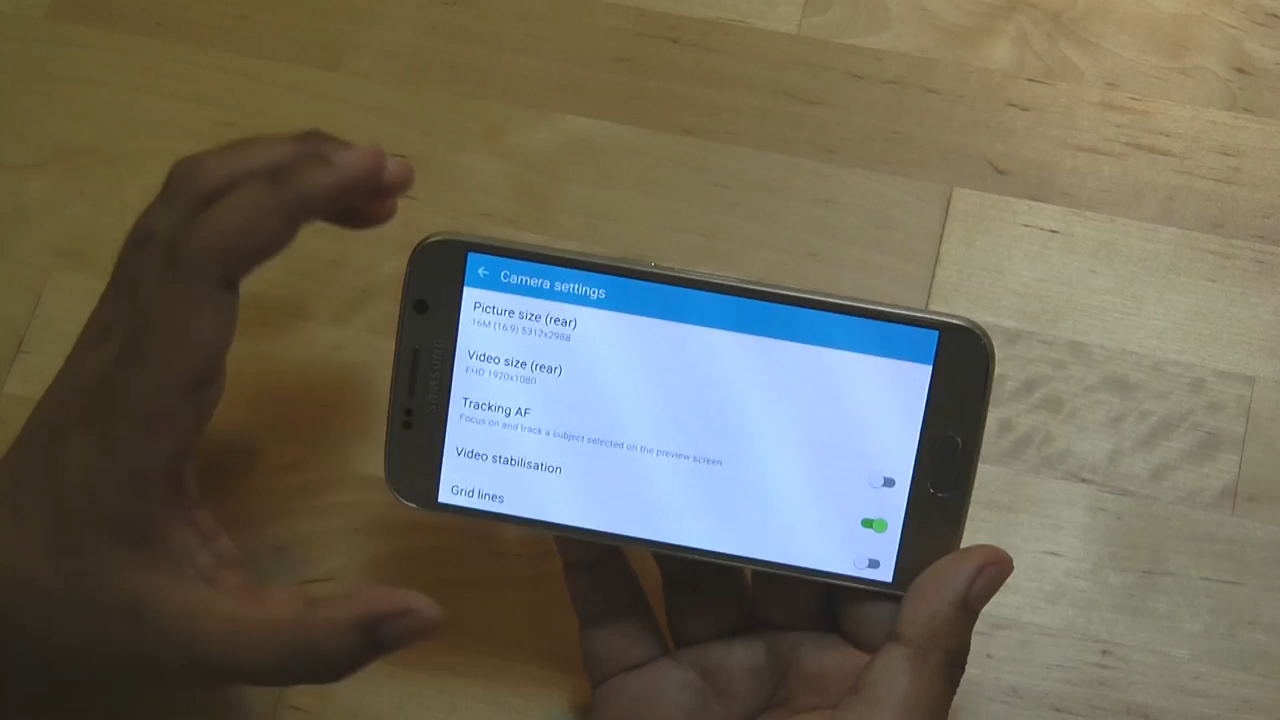 Camera settings
Picture size (rear)
16M (16:9) 5312x2988
Video size (rear)
FHD 1920x1080
Tracking AF
Focus on and track a subject selected on the preview screen
Video stabilisation
Grid lines
SAMSUNG